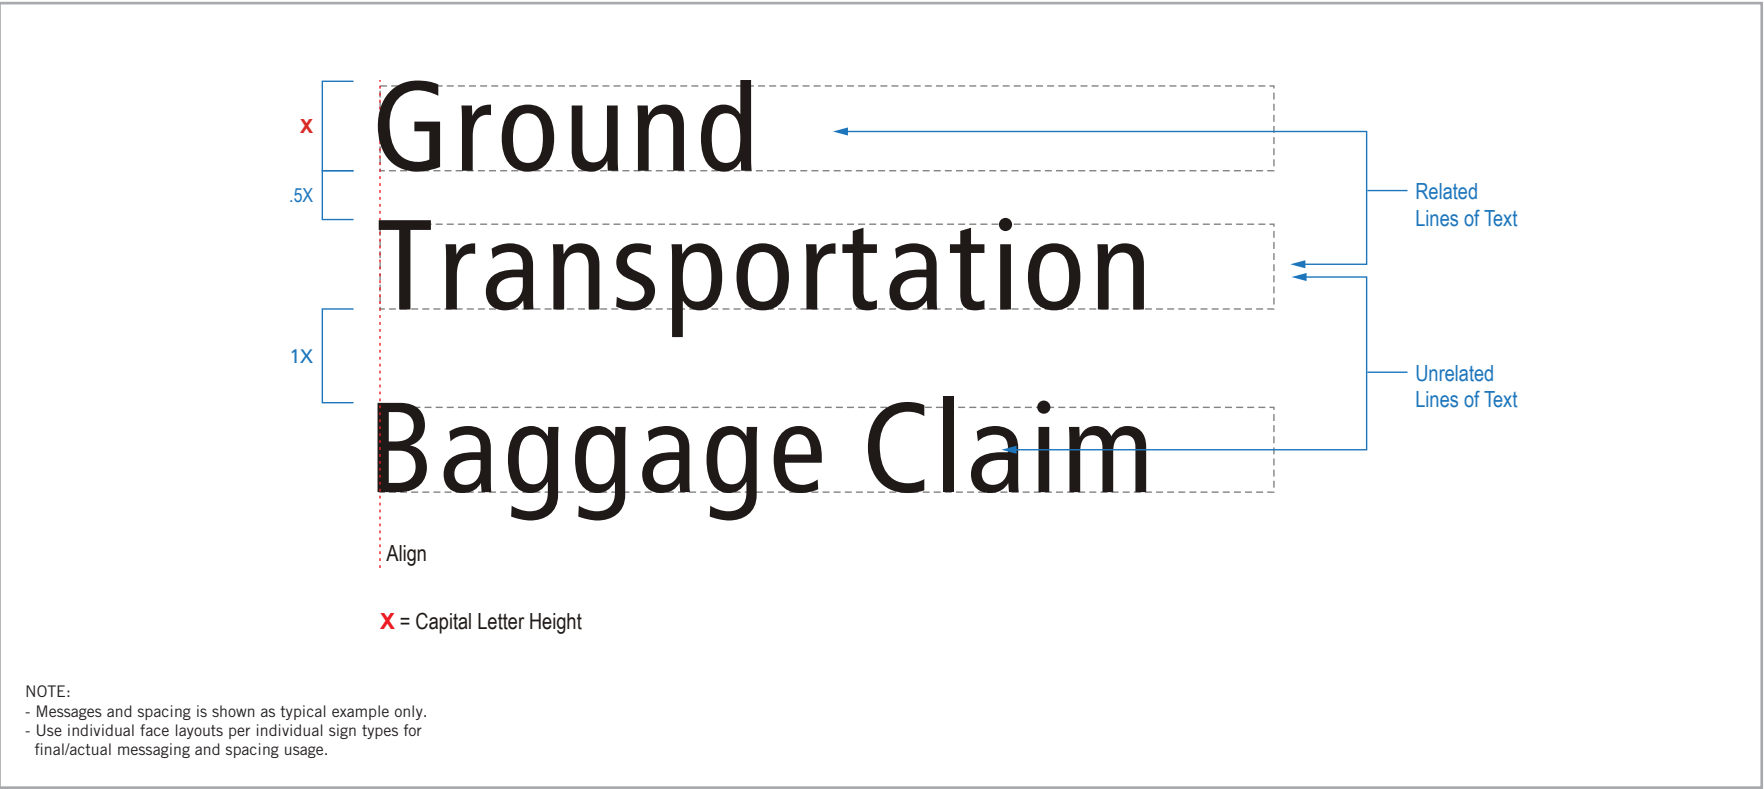 Ground
X
.5X
Related
Lines of Text
Transportation
1X
Unrelated
Lines of Text
Baggage Claim
Align
X = Capital Letter Height
NOTE:
- Messages and spacing is shown as typical example only.
- Use individual face layouts per individual sign types for
final/actual messaging and spacing usage.